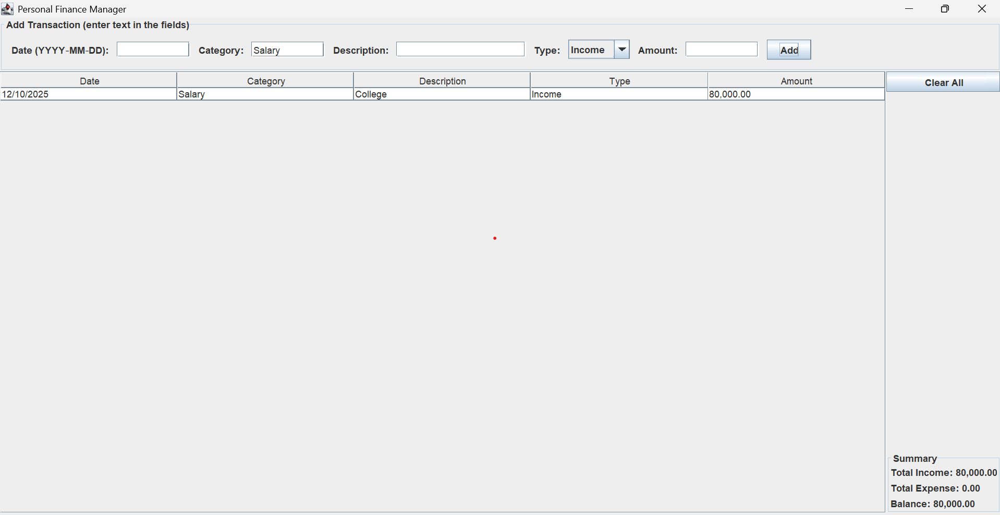 Personal Finance Manager
Add Transaction (enter text in the fields)
Date (YYYY-MM-DD): Category: Salary Description: Type: Income Amount: Add
Date Category Description Type Amount Clear All
12/10/2025 Salary College Income 80,000.00
Summary
Total Income: 80,000.00
Total Expense: 0.00
Balance: 80,000.00